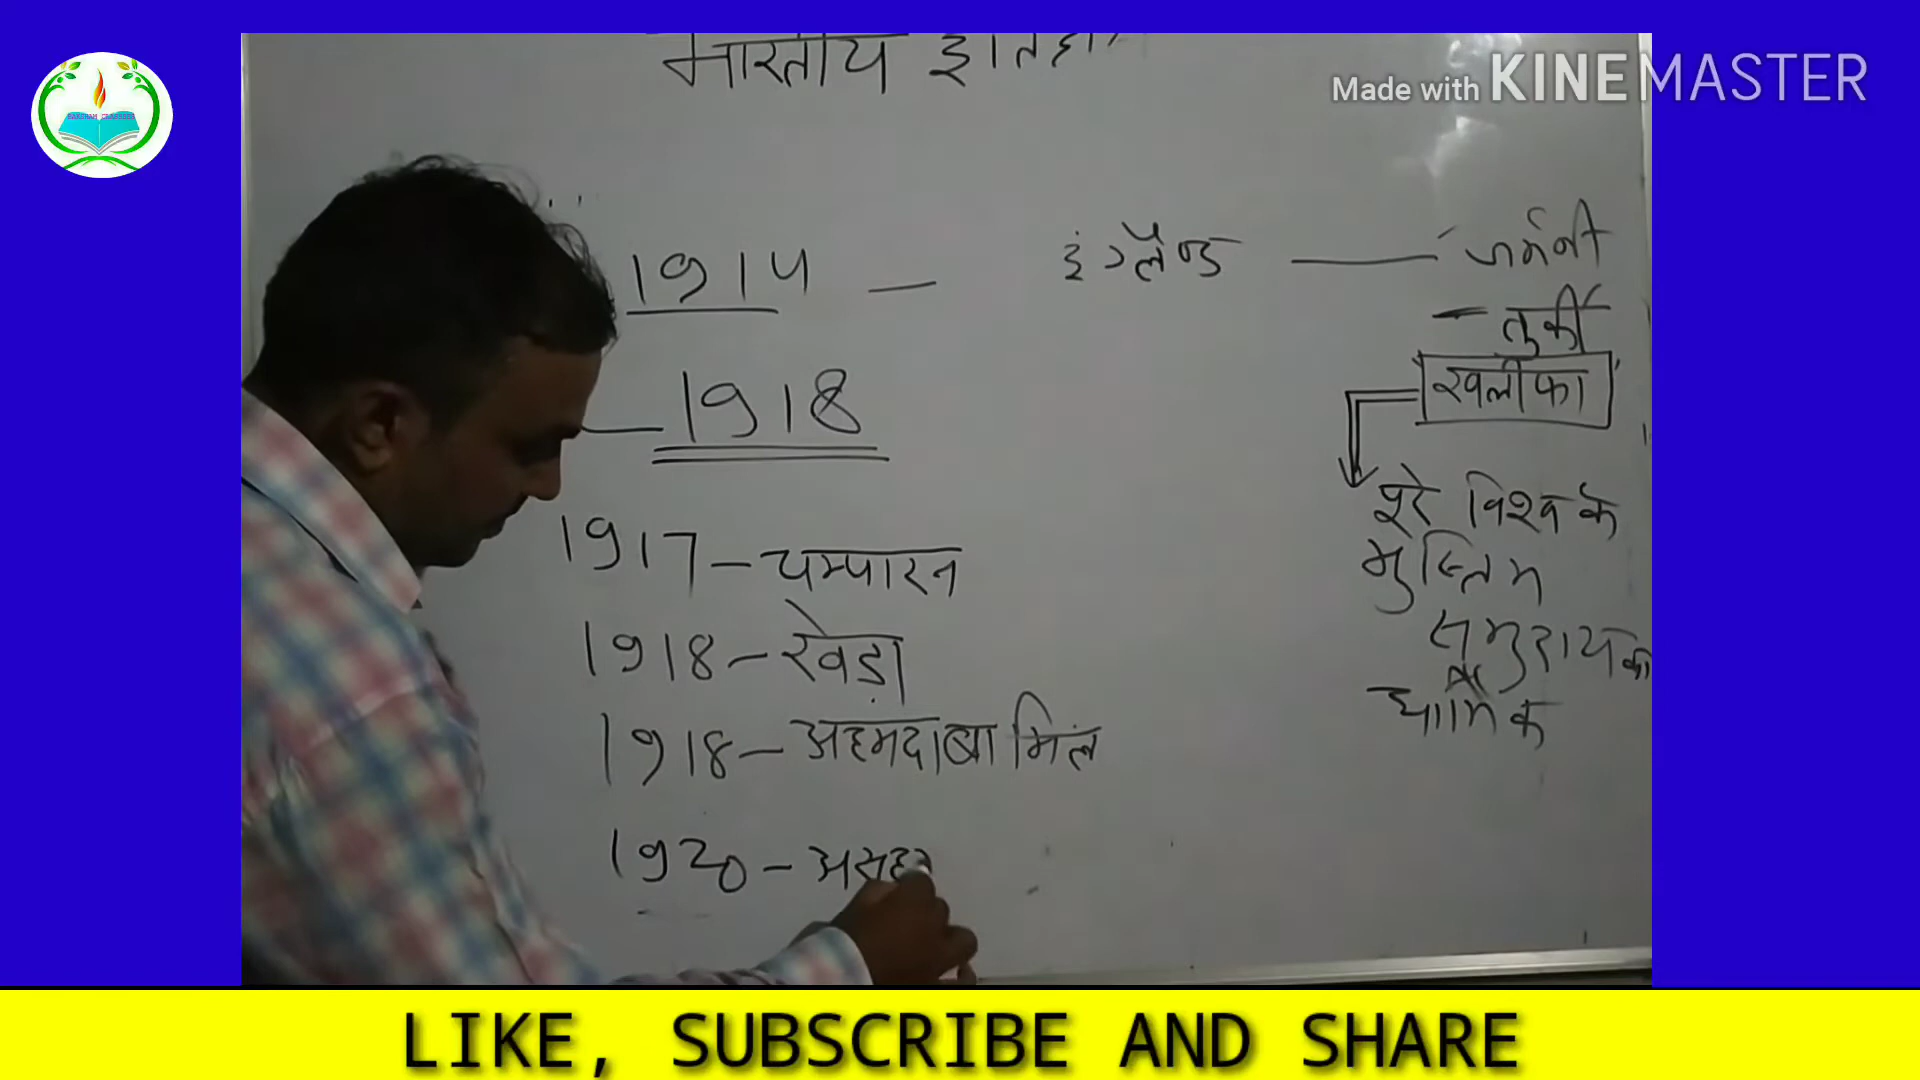 भारतीय इतिहा
Made with KINEMASTER
1914 — इंग्लैण्ड — जर्मनी
— तुर्की
खलीफा
— 1918
पुरे विश्व के
मुस्लिम
समुदाय का
धार्मिक
1917 – चम्पारन
1918 – खेड़ा
1918 – अहमदाबा मिल
1920 – असह
LIKE, SUBSCRIBE AND SHARE